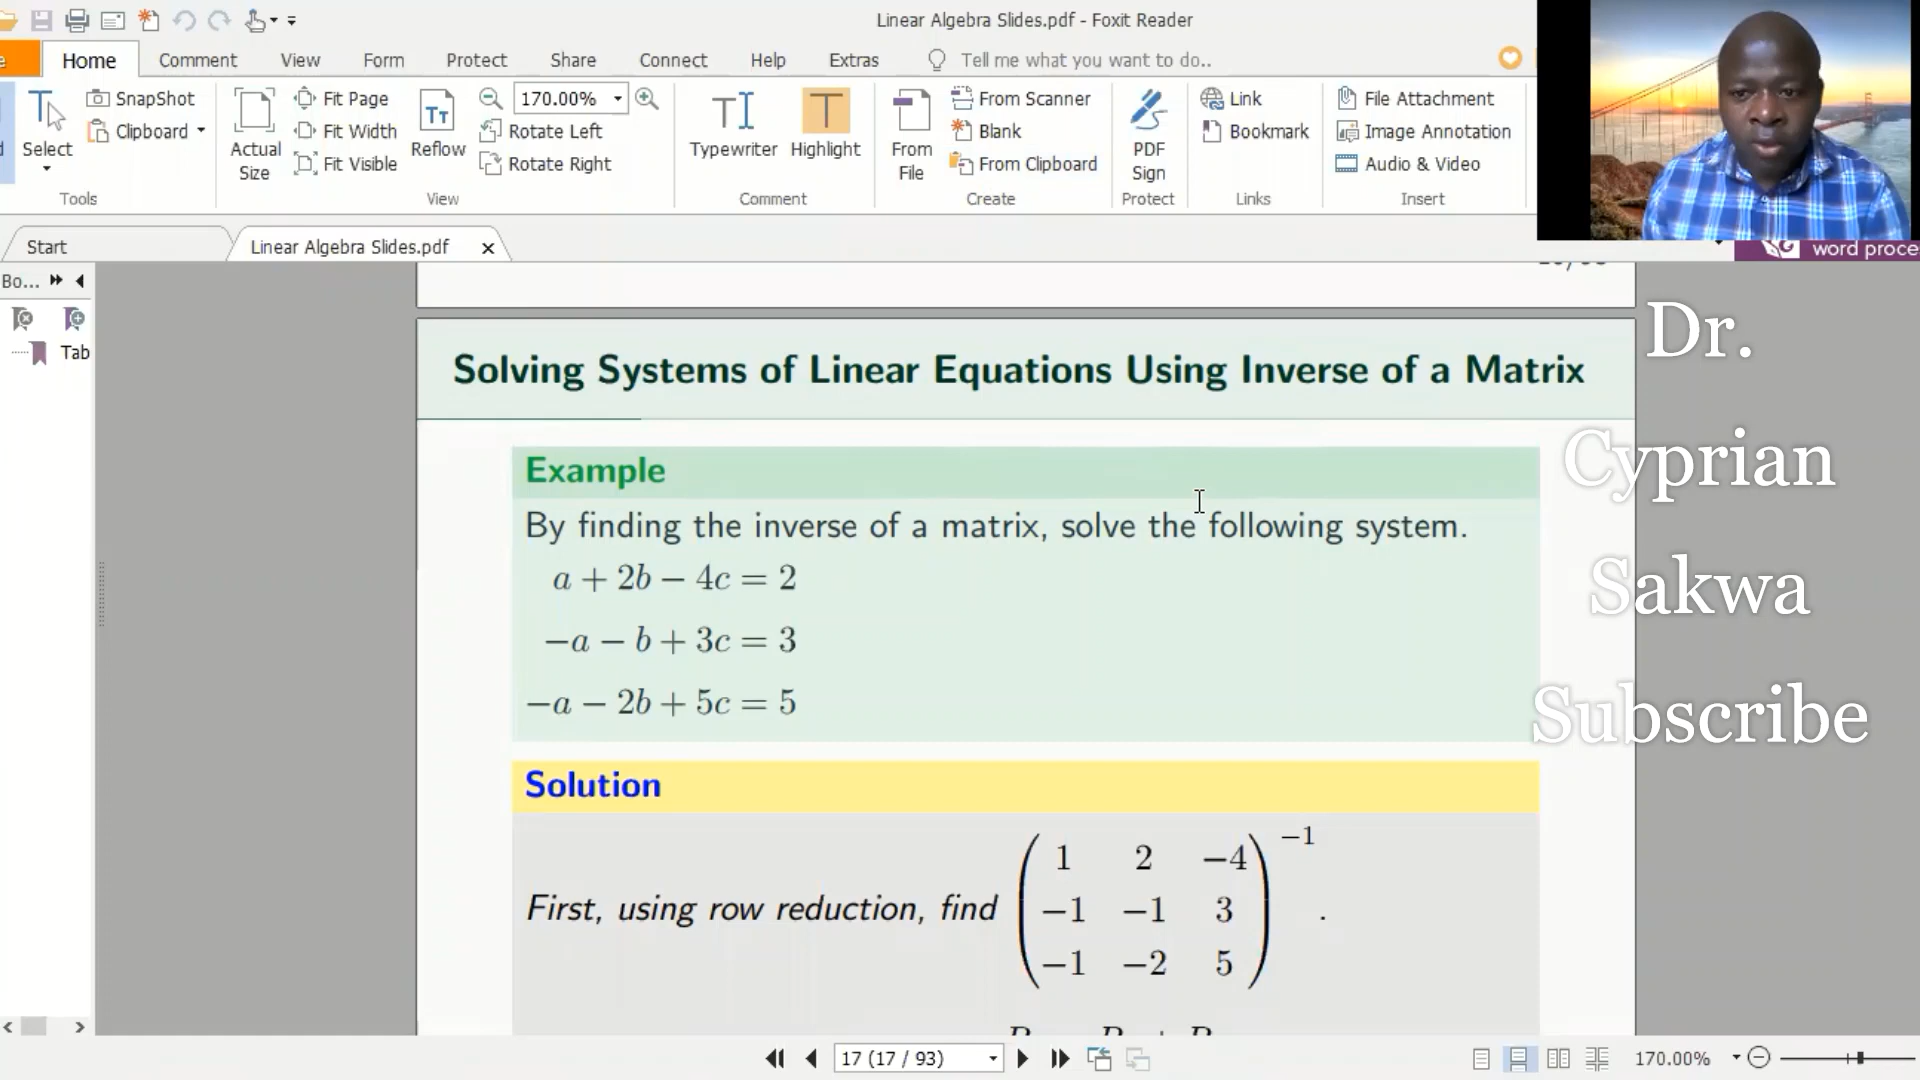 Linear Algebra Slides.pdf - Foxit Reader
Home Comment View Form Protect Share Connect Help Extras Tell me what you want to do..
SnapShot
Clipboard
Select
Tools
Actual Size
Fit Page
Fit Width
Fit Visible
Reflow
170.00%
Rotate Left
Rotate Right
View
Typewriter
Highlight
Comment
From File
From Scanner
Blank
From Clipboard
Create
PDF Sign
Protect
Link
Bookmark
Links
File Attachment
Image Annotation
Audio & Video
Insert
Start
Linear Algebra Slides.pdf
word proce
Bo...
Tab
Solving Systems of Linear Equations Using Inverse of a Matrix
Example
By finding the inverse of a matrix, solve the following system.
a + 2b − 4c = 2
−a − b + 3c = 3
−a − 2b + 5c = 5
Solution
First, using row reduction, find
1 2 −4
−1 −1 3
−1 −2 5
−1
.
Dr.
Cyprian
Sakwa
Subscribe
17 (17 / 93)
170.00%